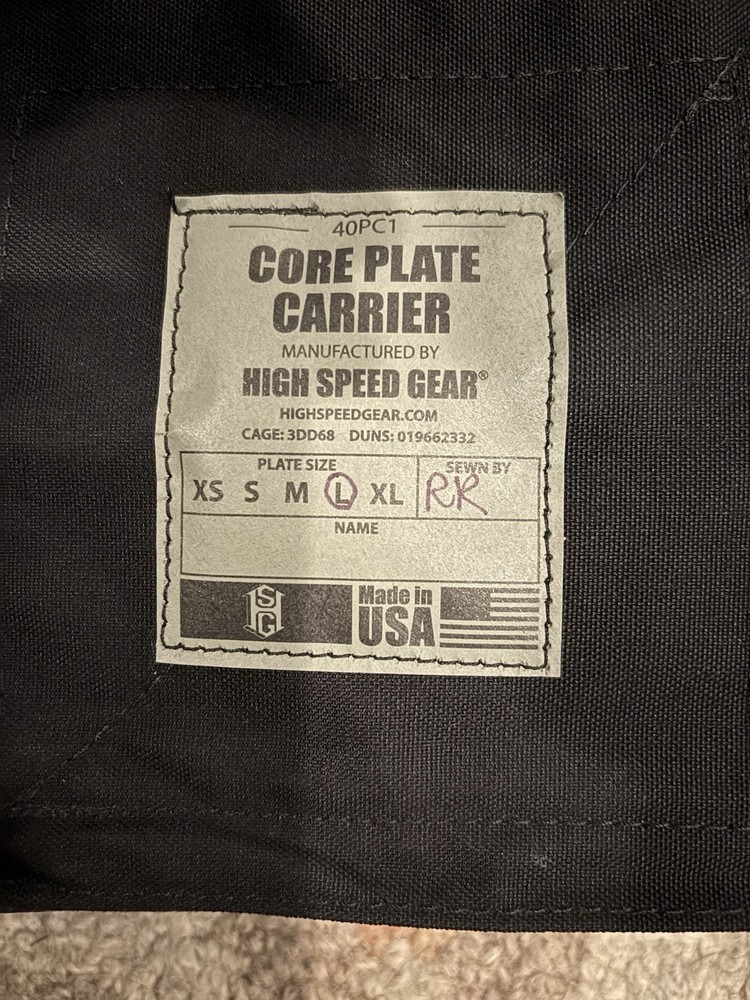 40PC1
CORE PLATE
CARRIER
MANUFACTURED BY
HIGH SPEED GEAR®
HIGHSPEEDGEAR.COM
CAGE: 3DD68 DUNS: 019662332
PLATE SIZE
XS S M L XL
SEWN BY
RR
NAME
HSG
Made in
USA